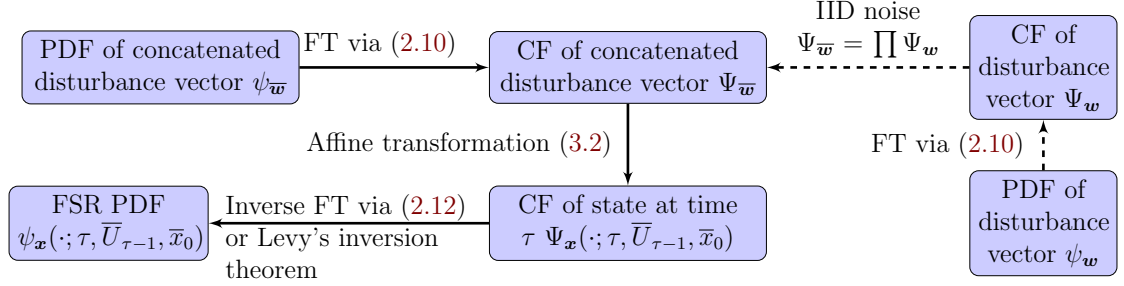 PDF of concatenated
disturbance vector ψ_w̅
FT via (2.10)
CF of concatenated
disturbance vector Ψ_w̅
IID noise
Ψ_w̅ = ∏ Ψ_w
CF of
disturbance
vector Ψ_w
Affine transformation (3.2)
FT via (2.10)
FSR PDF
ψ_x(·; τ, U̅_τ−1, x̅_0)
Inverse FT via (2.12)
or Levy's inversion
theorem
CF of state at time
τ Ψ_x(·; τ, U̅_τ−1, x̅_0)
PDF of
disturbance
vector ψ_w